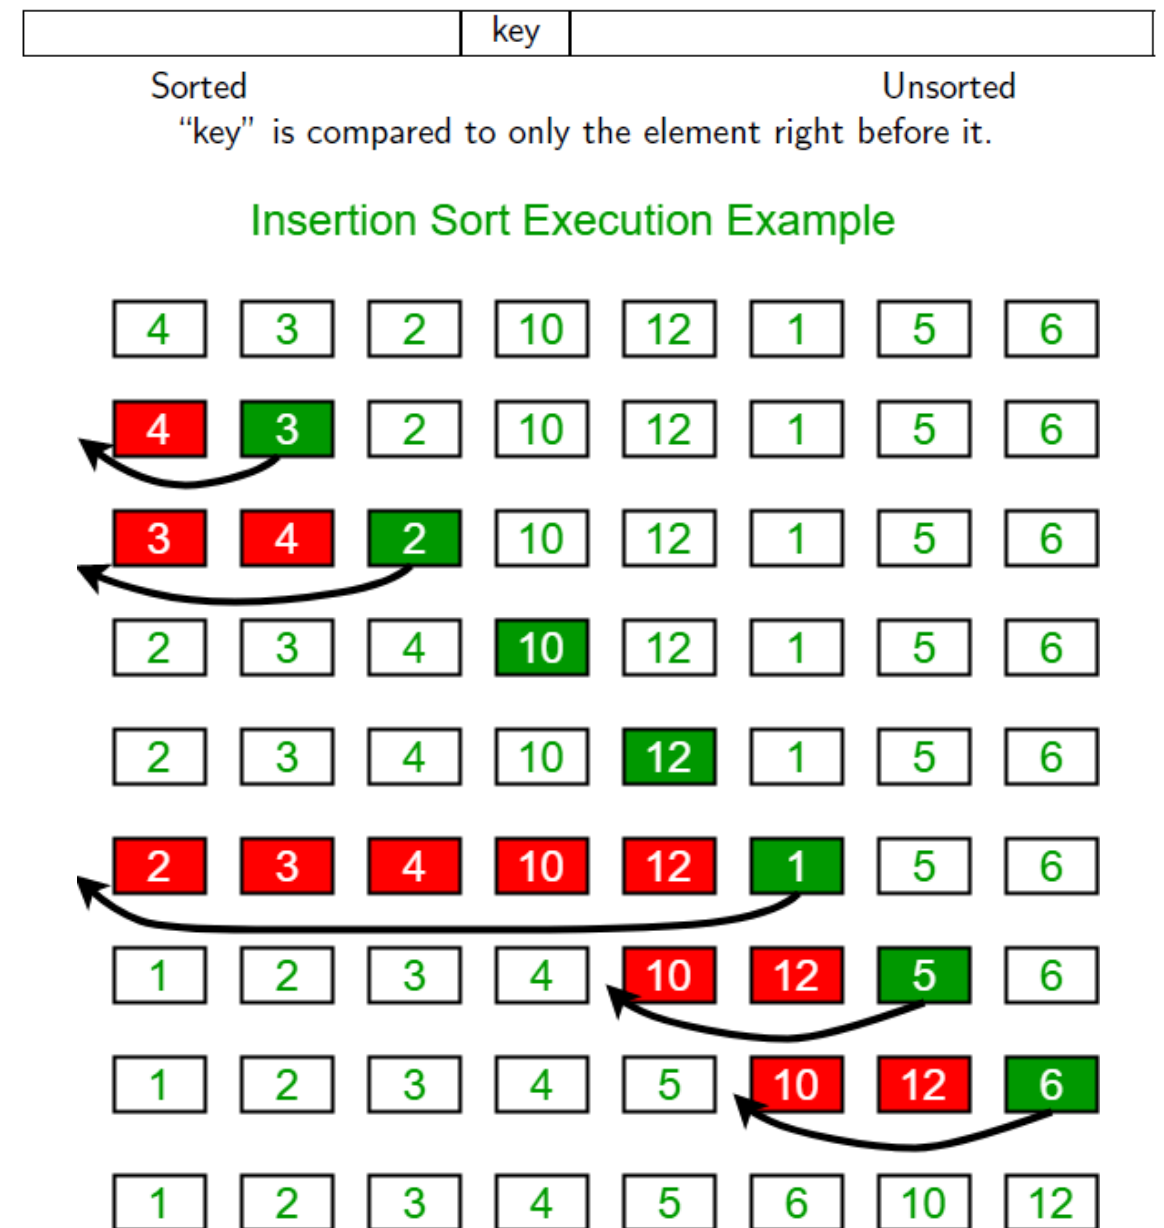 key
Sorted Unsorted
“key” is compared to only the element right before it.
Insertion Sort Execution Example
4 3 2 10 12 1 5 6
4 3 2 10 12 1 5 6
3 4 2 10 12 1 5 6
2 3 4 10 12 1 5 6
2 3 4 10 12 1 5 6
2 3 4 10 12 1 5 6
1 2 3 4 10 12 5 6
1 2 3 4 5 10 12 6
1 2 3 4 5 6 10 12